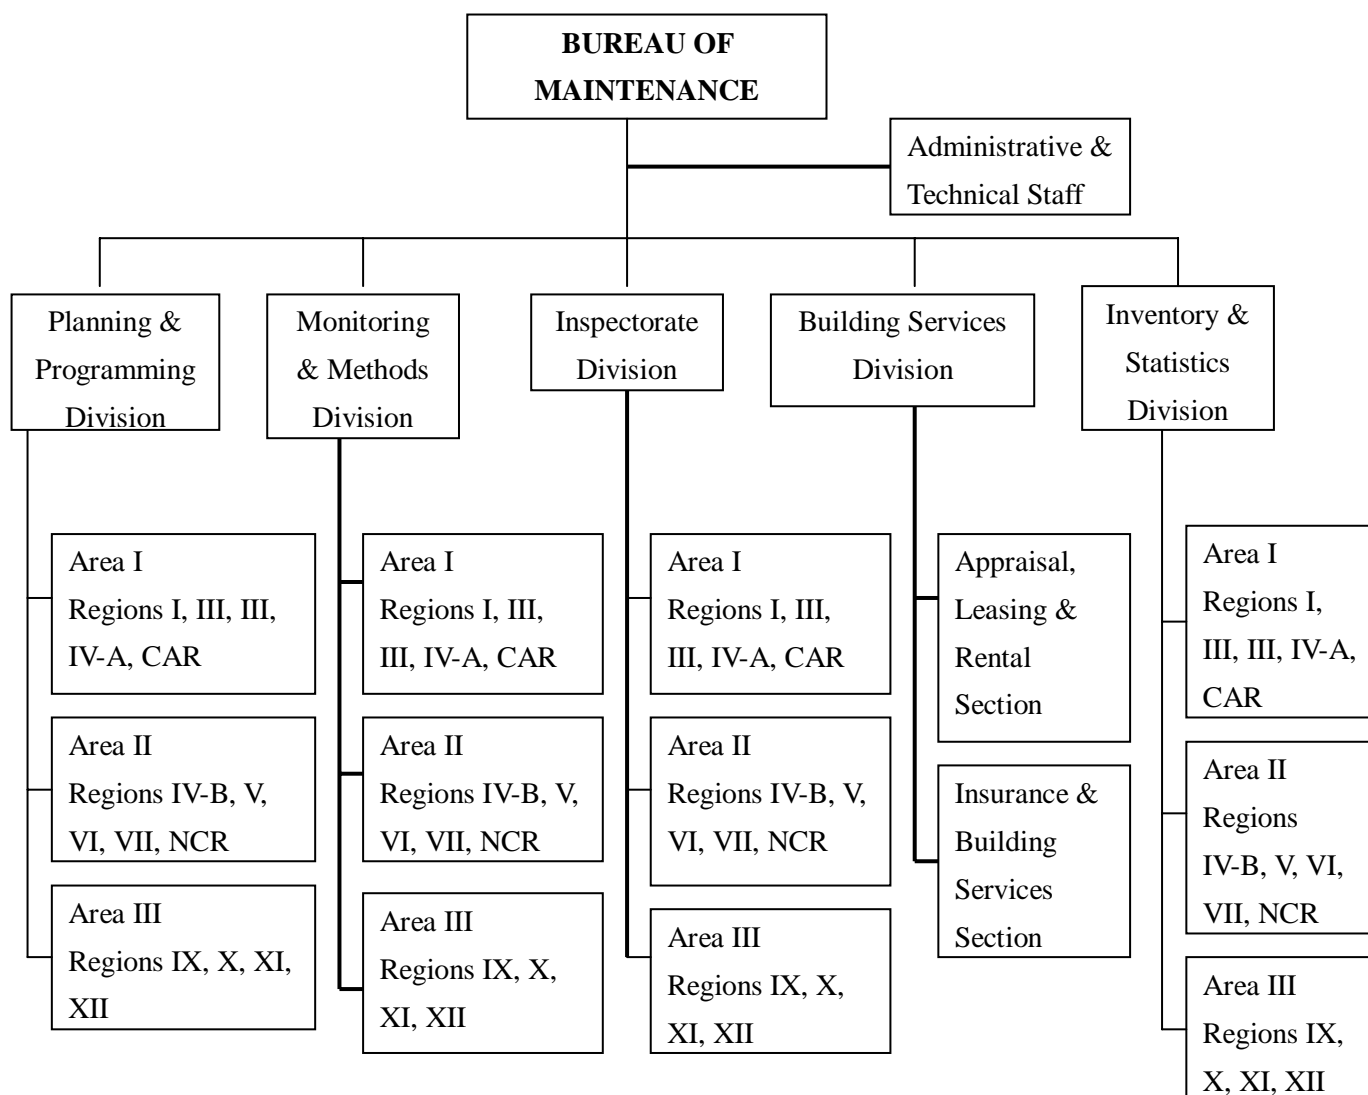 BUREAU OF
MAINTENANCE
Administrative &
Technical Staff
Planning &
Programming
Division
Monitoring
& Methods
Division
Inspectorate
Division
Building Services
Division
Inventory &
Statistics
Division
Area I
Regions I, III, III,
IV-A, CAR
Area II
Regions IV-B, V,
VI, VII, NCR
Area III
Regions IX, X, XI,
XII
Area I
Regions I, III,
III, IV-A, CAR
Area II
Regions IV-B, V,
VI, VII, NCR
Area III
Regions IX, X,
XI, XII
Area I
Regions I, III,
III, IV-A, CAR
Area II
Regions IV-B, V,
VI, VII, NCR
Area III
Regions IX, X,
XI, XII
Appraisal,
Leasing &
Rental
Section
Insurance &
Building
Services
Section
Area I
Regions I,
III, III, IV-A,
CAR
Area II
Regions
IV-B, V, VI,
VII, NCR
Area III
Regions IX,
X, XI, XII